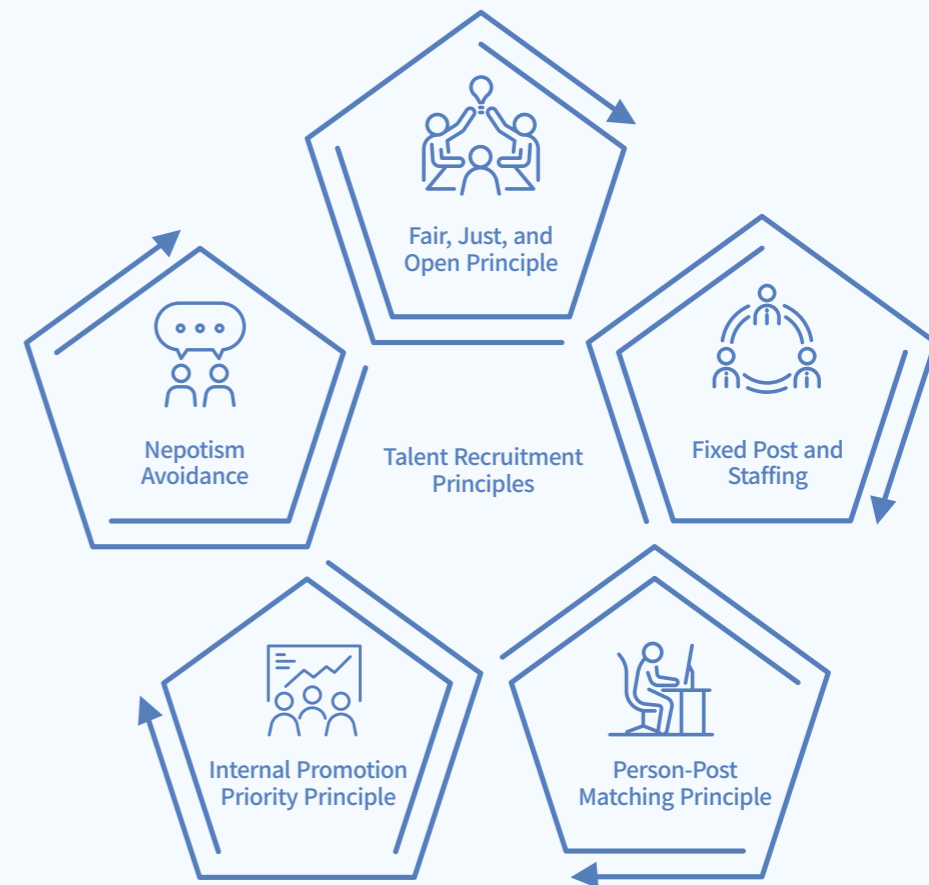 Fair, Just, and
Open Principle
Nepotism
Avoidance
Talent Recruitment
Principles
Fixed Post and
Staffing
Internal Promotion
Priority Principle
Person-Post
Matching Principle